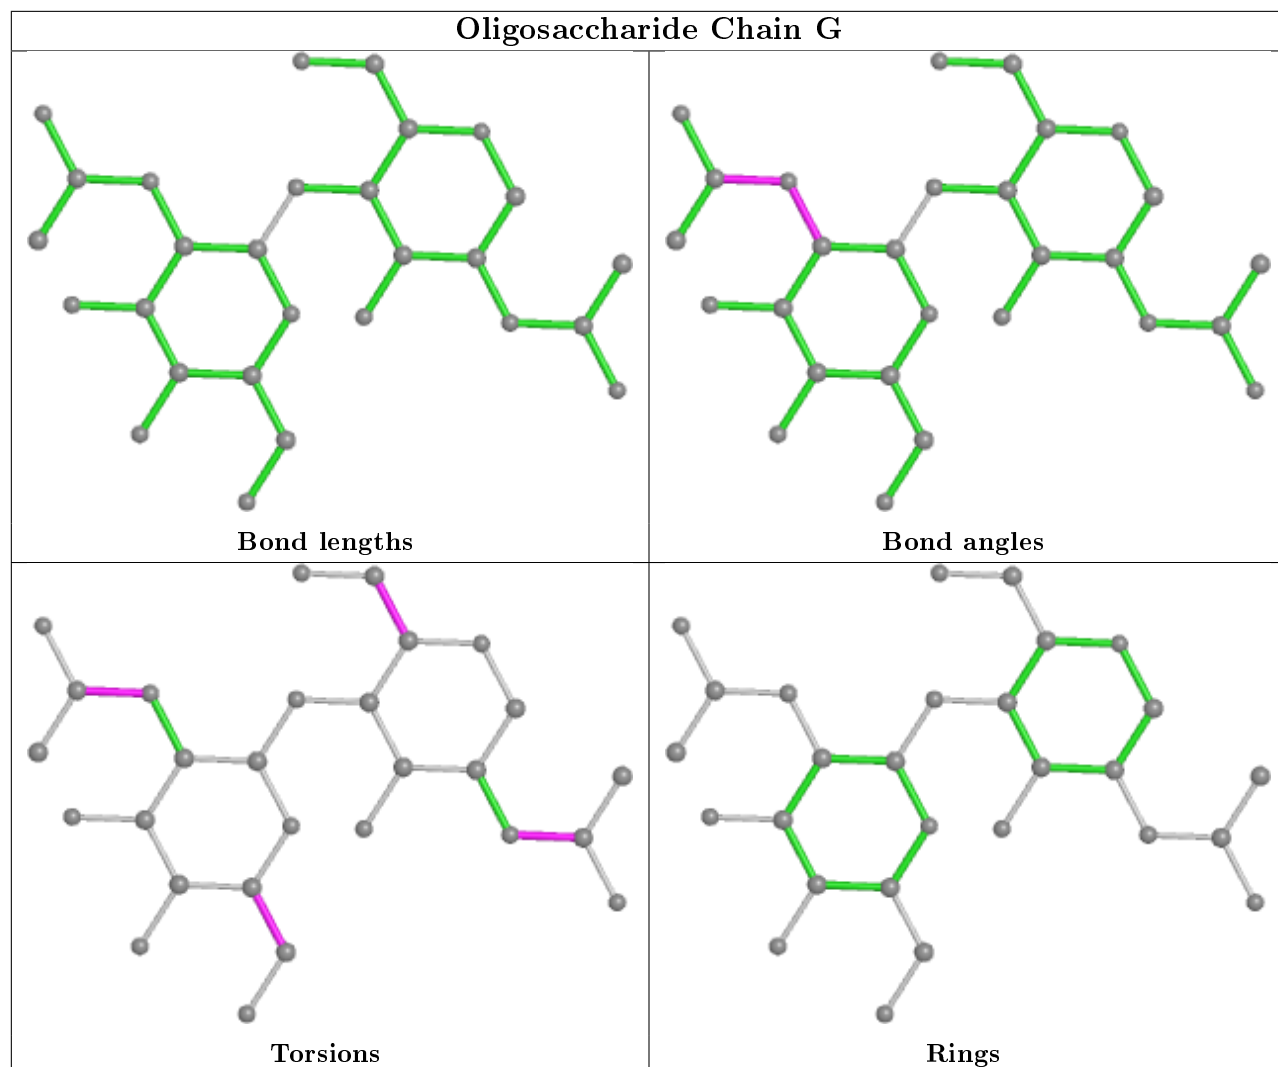 Oligosaccharide Chain G
Bond lengths
Bond angles
Torsions
Rings